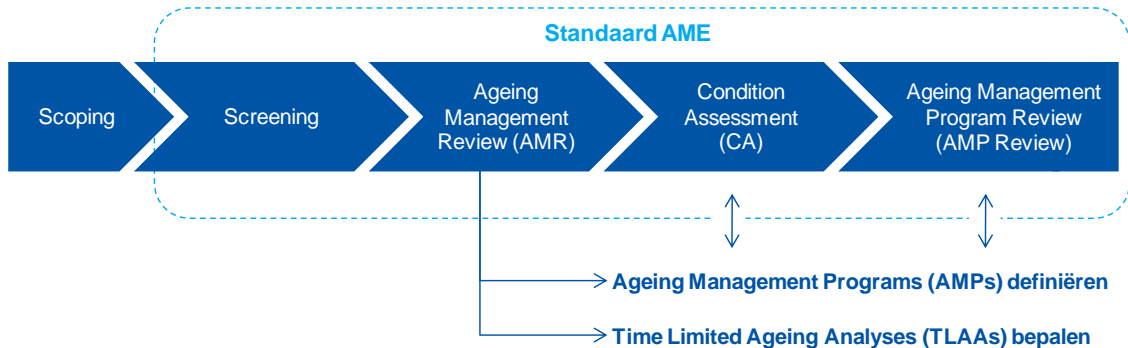 Standaard AME
Scoping
Screening
Ageing
Management
Review (AMR)
Condition
Assessment
(CA)
Ageing Management
Program Review
(AMP Review)
Ageing Management Programs (AMPs) definiëren
Time Limited Ageing Analyses (TLAAs) bepalen